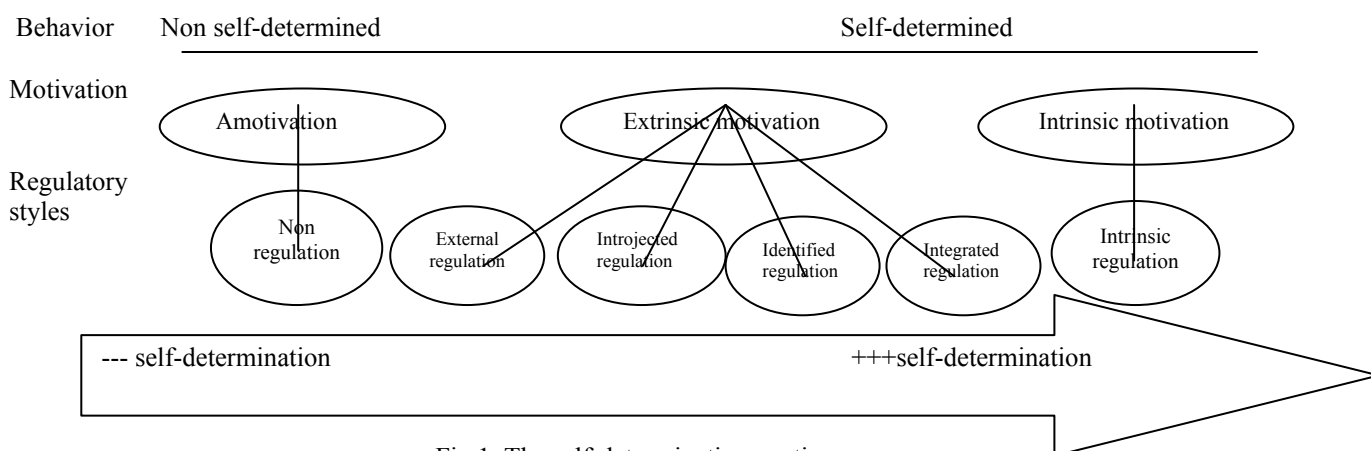 Behavior Non self-determined Self-determined
Motivation
Amotivation Extrinsic motivation Intrinsic motivation
Regulatory
styles
Non
regulation
External
regulation
Introjected
regulation
Identified
regulation
Integrated
regulation
Intrinsic
regulation
--- self-determination +++self-determination